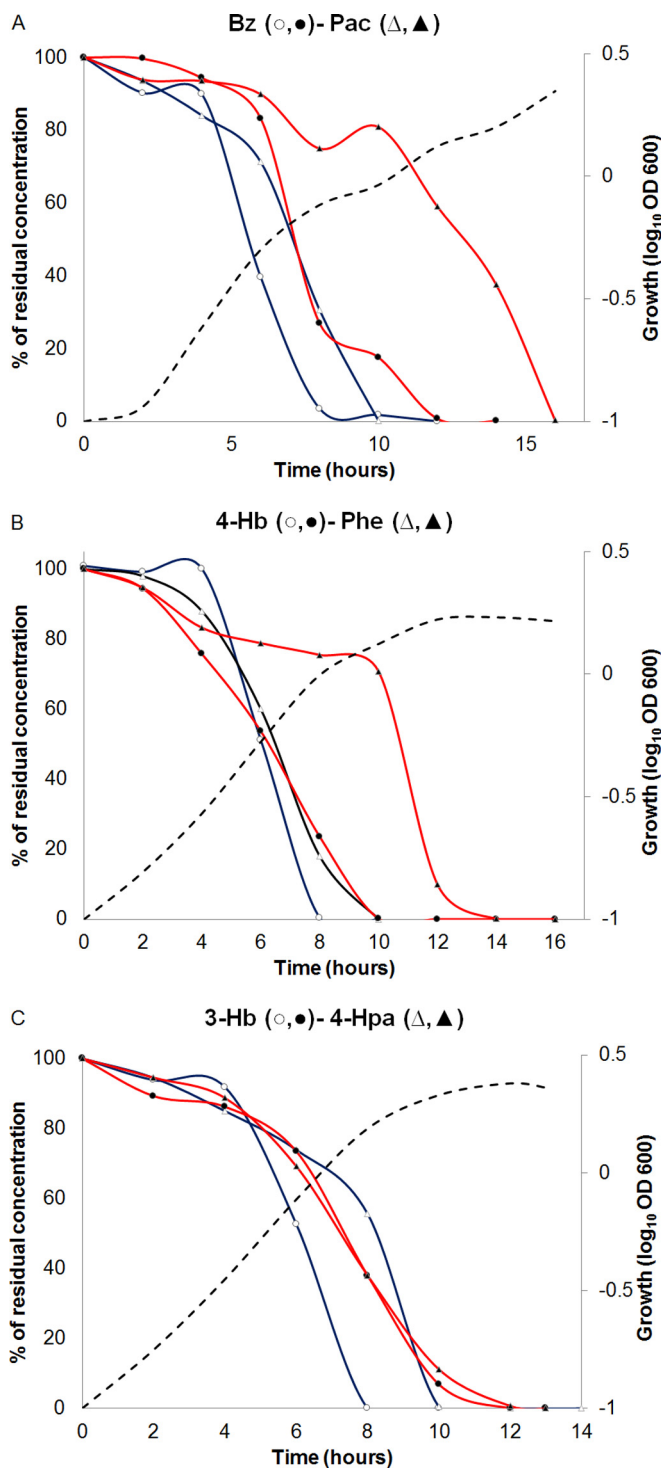 A
Bz (○,●)- Pac (△,▲)
100
80
60
40
20
0
% of residual concentration
0.5
0
-0.5
-1
Growth (log10 OD 600)
0 5 10 15
Time (hours)
B
4-Hb (○,●)- Phe (△,▲)
100
80
60
40
20
0
% of residual concentration
0.5
0
-0.5
-1
Growth (log10 OD 600)
0 2 4 6 8 10 12 14 16
Time (hours)
C
3-Hb (○,●)- 4-Hpa (△,▲)
100
80
60
40
20
0
% of residual concentration
0.5
0
-0.5
-1
Growth (log10 OD 600)
0 2 4 6 8 10 12 14
Time (hours)